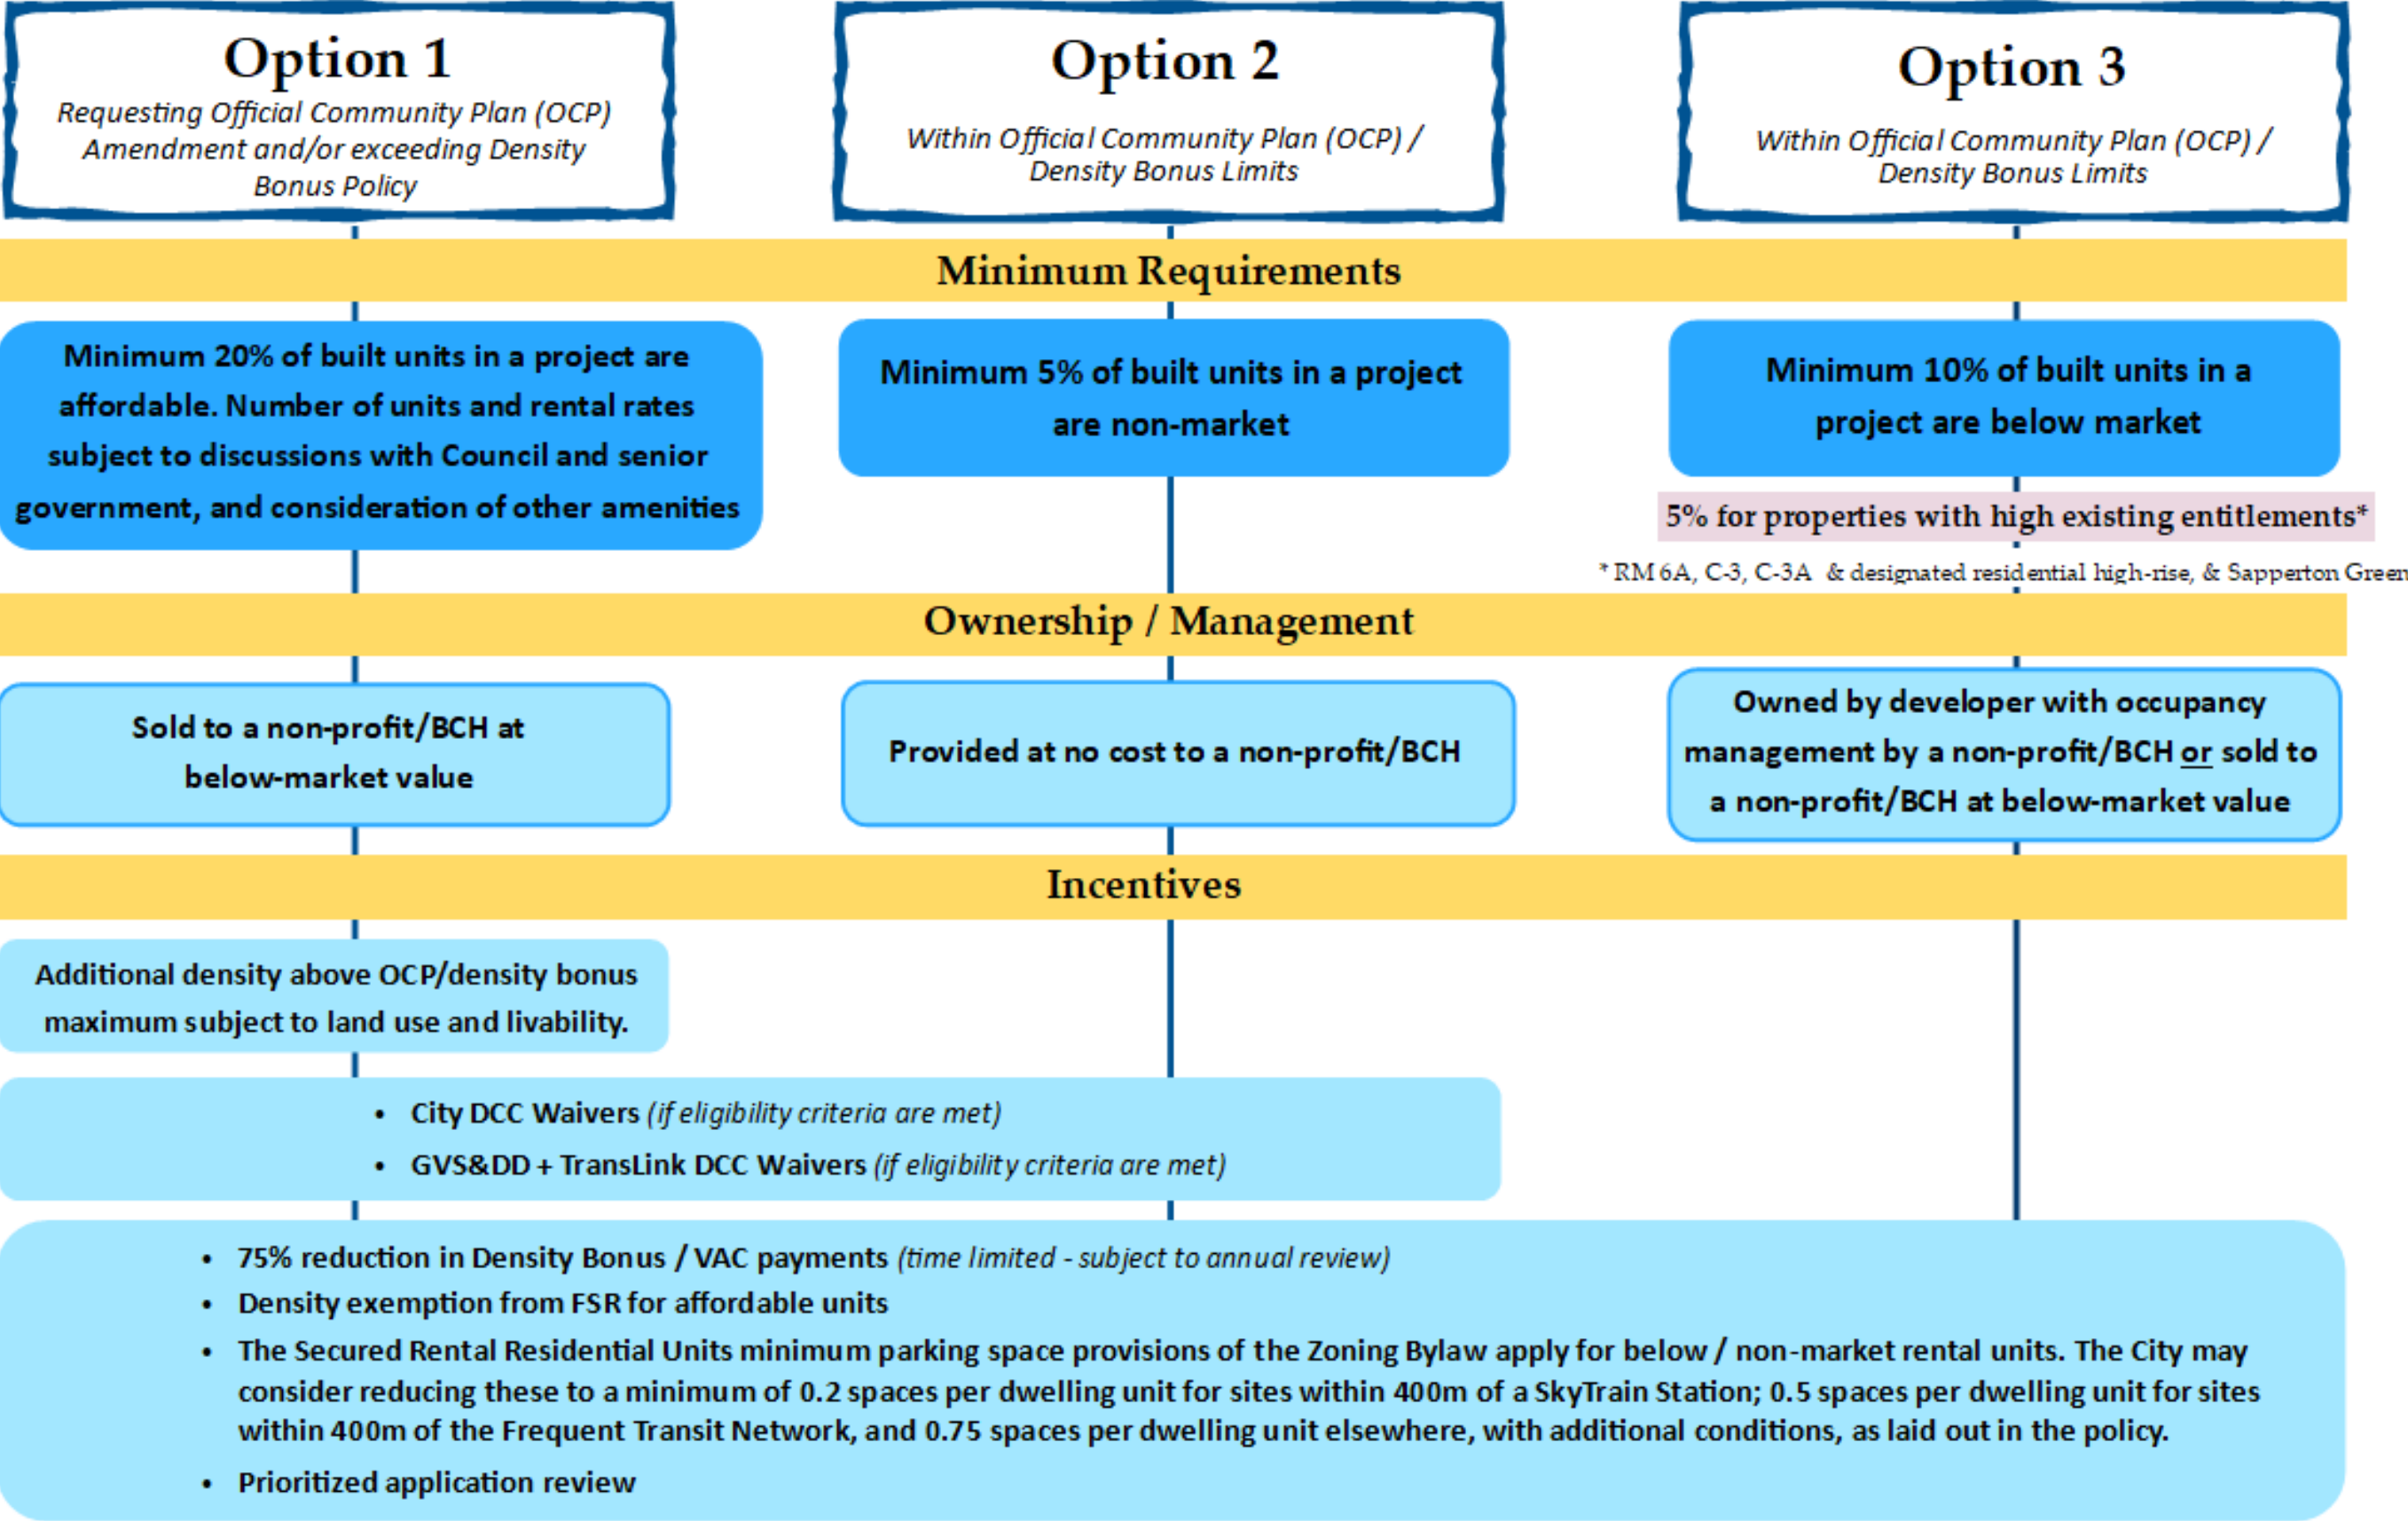 Option 1
Requesting Official Community Plan (OCP)
Amendment and/or exceeding Density
Bonus Policy
Option 2
Within Official Community Plan (OCP) /
Density Bonus Limits
Option 3
Within Official Community Plan (OCP) /
Density Bonus Limits
Minimum Requirements
Minimum 20% of built units in a project are
affordable. Number of units and rental rates
subject to discussions with Council and senior
government, and consideration of other amenities
Minimum 5% of built units in a project
are non-market
Minimum 10% of built units in a
project are below market
5% for properties with high existing entitlements*
* RM 6A, C-3, C-3A & designated residential high-rise, & Sapperton Green
Ownership / Management
Sold to a non-profit/BCH at
below-market value
Provided at no cost to a non-profit/BCH
Owned by developer with occupancy
management by a non-profit/BCH or sold to
a non-profit/BCH at below-market value
Incentives
Additional density above OCP/density bonus
maximum subject to land use and livability.
• City DCC Waivers (if eligibility criteria are met)
• GVS&DD + TransLink DCC Waivers (if eligibility criteria are met)
• 75% reduction in Density Bonus / VAC payments (time limited - subject to annual review)
• Density exemption from FSR for affordable units
• The Secured Rental Residential Units minimum parking space provisions of the Zoning Bylaw apply for below / non-market rental units. The City may
consider reducing these to a minimum of 0.2 spaces per dwelling unit for sites within 400m of a SkyTrain Station; 0.5 spaces per dwelling unit for sites
within 400m of the Frequent Transit Network, and 0.75 spaces per dwelling unit elsewhere, with additional conditions, as laid out in the policy.
• Prioritized application review